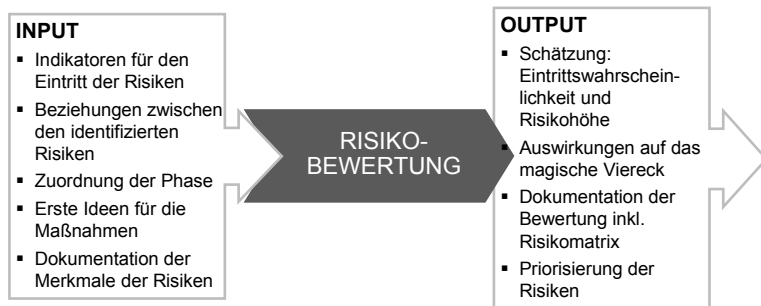 INPUT
▪ Indikatoren für den
Eintritt der Risiken
▪ Beziehungen zwischen
den identifizierten
Risiken
▪ Zuordnung der Phase
▪ Erste Ideen für die
Maßnahmen
▪ Dokumentation der
Merkmale der Risiken
RISIKO-
BEWERTUNG
OUTPUT
▪ Schätzung:
Eintrittswahrschein-
lichkeit und
Risikohöhe
▪ Auswirkungen auf das
magische Viereck
▪ Dokumentation der
Bewertung inkl.
Risikomatrix
▪ Priorisierung der
Risiken